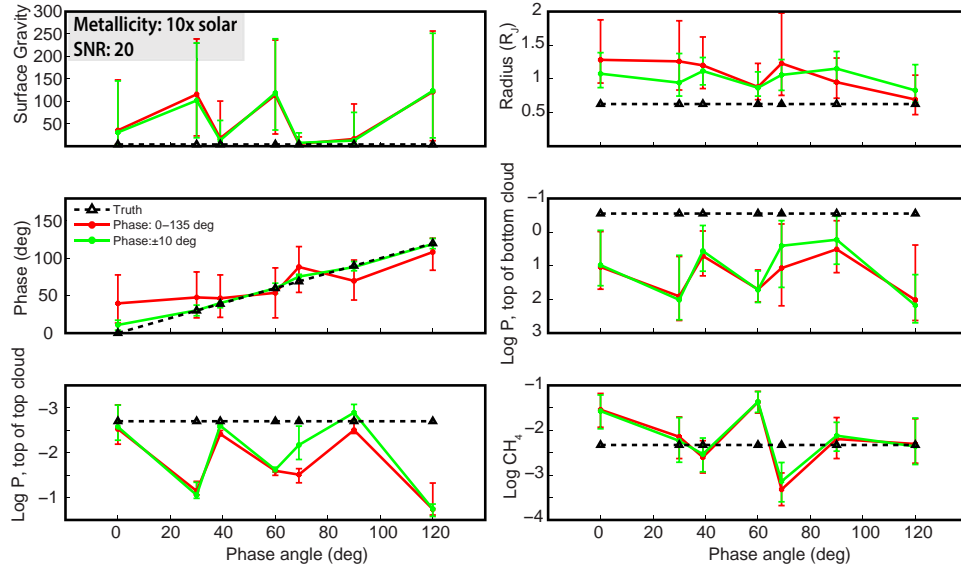 Metallicity: 10x solar
SNR: 20
Surface Gravity
300
250
200
150
100
50
Radius (R_J)
2
1.5
1
0.5
Phase (deg)
150
100
50
0
Truth
Phase: 0−135 deg
Phase:±10 deg
Log P, top of bottom cloud
−1
0
1
2
3
Log P, top of top cloud
−3
−2
−1
0 20 40 60 80 100 120
Phase angle (deg)
Log CH4
−1
−2
−3
−4
0 20 40 60 80 100 120
Phase angle (deg)